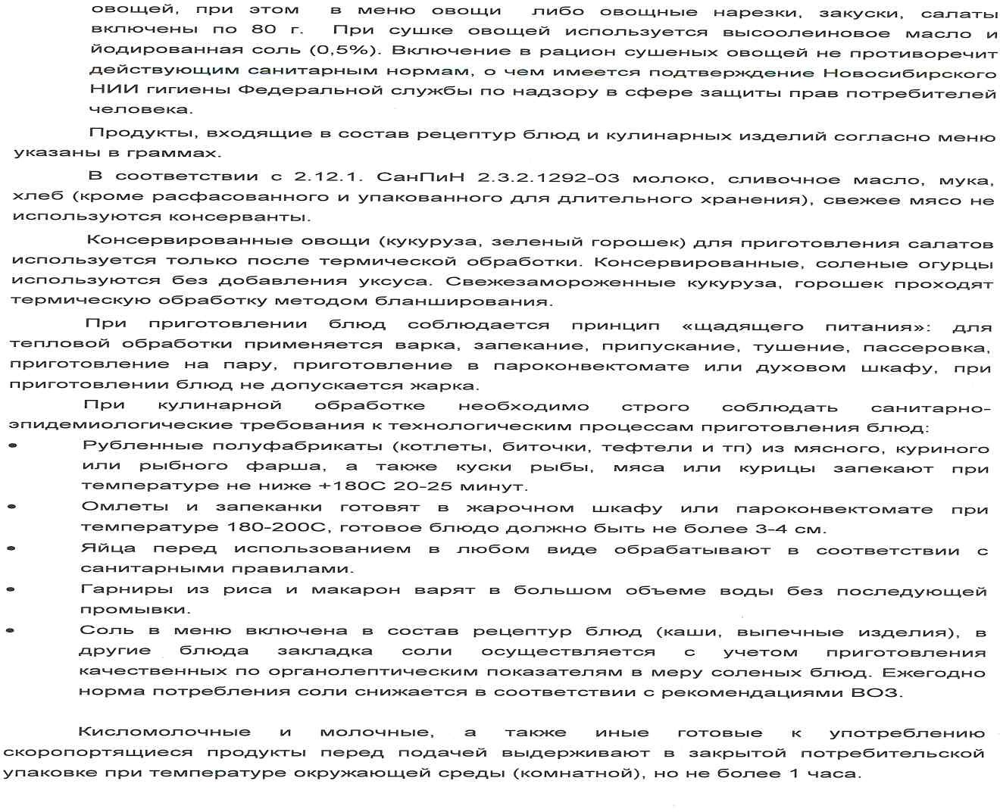 овощей, при этом в меню овощи либо овощные нарезки, закуски, салаты
включены по 80 г. При сушке овощей используется высоолеиновое масло и
йодированная соль (0,5%). Включение в рацион сушеных овощей не противоречит
действующим санитарным нормам, о чем имеется подтверждение Новосибирского
НИИ гигиены Федеральной службы по надзору в сфере защиты прав потребителей
человека.
Продукты, входящие в состав рецептур блюд и кулинарных изделий согласно меню
указаны в граммах.
В соответствии с 2.12.1. СанПиН 2.3.2.1292-03 молоко, сливочное масло, мука,
хлеб (кроме расфасованного и упакованного для длительного хранения), свежее мясо не
используются консерванты.
Консервированные овощи (кукуруза, зеленый горошек) для приготовления салатов
используется только после термической обработки. Консервированные, соленые огурцы
используются без добавления уксуса. Свежезамороженные кукуруза, горошек проходят
термическую обработку методом бланширования.
При приготовлении блюд соблюдается принцип «щадящего питания»: для
тепловой обработки применяется варка, запекание, припускание, тушение, пассеровка,
приготовление на пару, приготовление в пароконвектомате или духовом шкафу, при
приготовлении блюд не допускается жарка.
При кулинарной обработке необходимо строго соблюдать санитарно-
эпидемиологические требования к технологическим процессам приготовления блюд:
• Рубленные полуфабрикаты (котлеты, биточки, тефтели и тп) из мясного, куриного
или рыбного фарша, а также куски рыбы, мяса или курицы запекают при
температуре не ниже +180С 20-25 минут.
• Омлеты и запеканки готовят в жарочном шкафу или пароконвектомате при
температуре 180-200С, готовое блюдо должно быть не более 3-4 см.
• Яйца перед использованием в любом виде обрабатывают в соответствии с
санитарными правилами.
• Гарниры из риса и макарон варят в большом объеме воды без последующей
промывки.
• Соль в меню включена в состав рецептур блюд (каши, выпечные изделия), в
другие блюда закладка соли осуществляется с учетом приготовления
качественных по органолептическим показателям в меру соленых блюд. Ежегодно
норма потребления соли снижается в соответствии с рекомендациями ВОЗ.
Кисломолочные и молочные, а также иные готовые к употреблению
скоропортящиеся продукты перед подачей выдерживают в закрытой потребительской
упаковке при температуре окружающей среды (комнатной), но не более 1 часа.